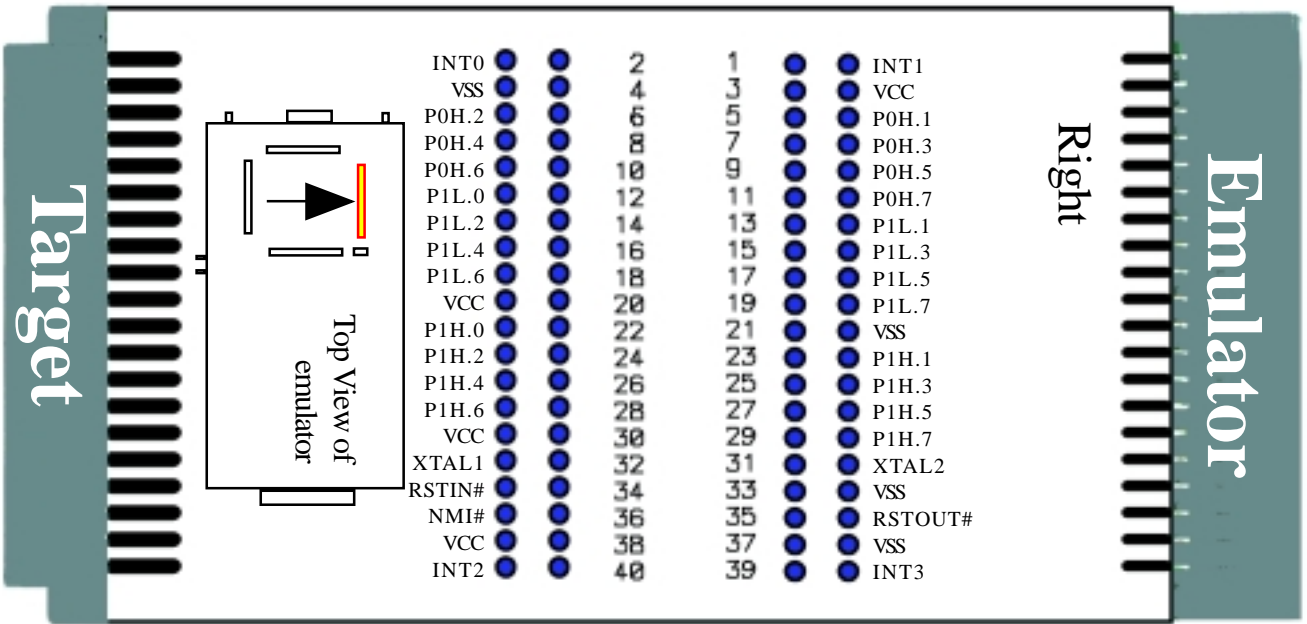 INT0 2 1 INT1
VSS 4 3 VCC
P0H.2 6 5 P0H.1
P0H.4 8 7 P0H.3
P0H.6 10 9 P0H.5
P1L.0 12 11 P0H.7
P1L.2 14 13 P1L.1
P1L.4 16 15 P1L.3
P1L.6 18 17 P1L.5
VCC 20 19 P1L.7
P1H.0 22 21 VSS
P1H.2 24 23 P1H.1
P1H.4 26 25 P1H.3
P1H.6 28 27 P1H.5
VCC 30 29 P1H.7
XTAL1 32 31 XTAL2
RSTIN# 34 33 VSS
NMI# 36 35 RSTOUT#
VCC 38 37 VSS
INT2 40 39 INT3
Target
Top View of
emulator
Right
Emulator